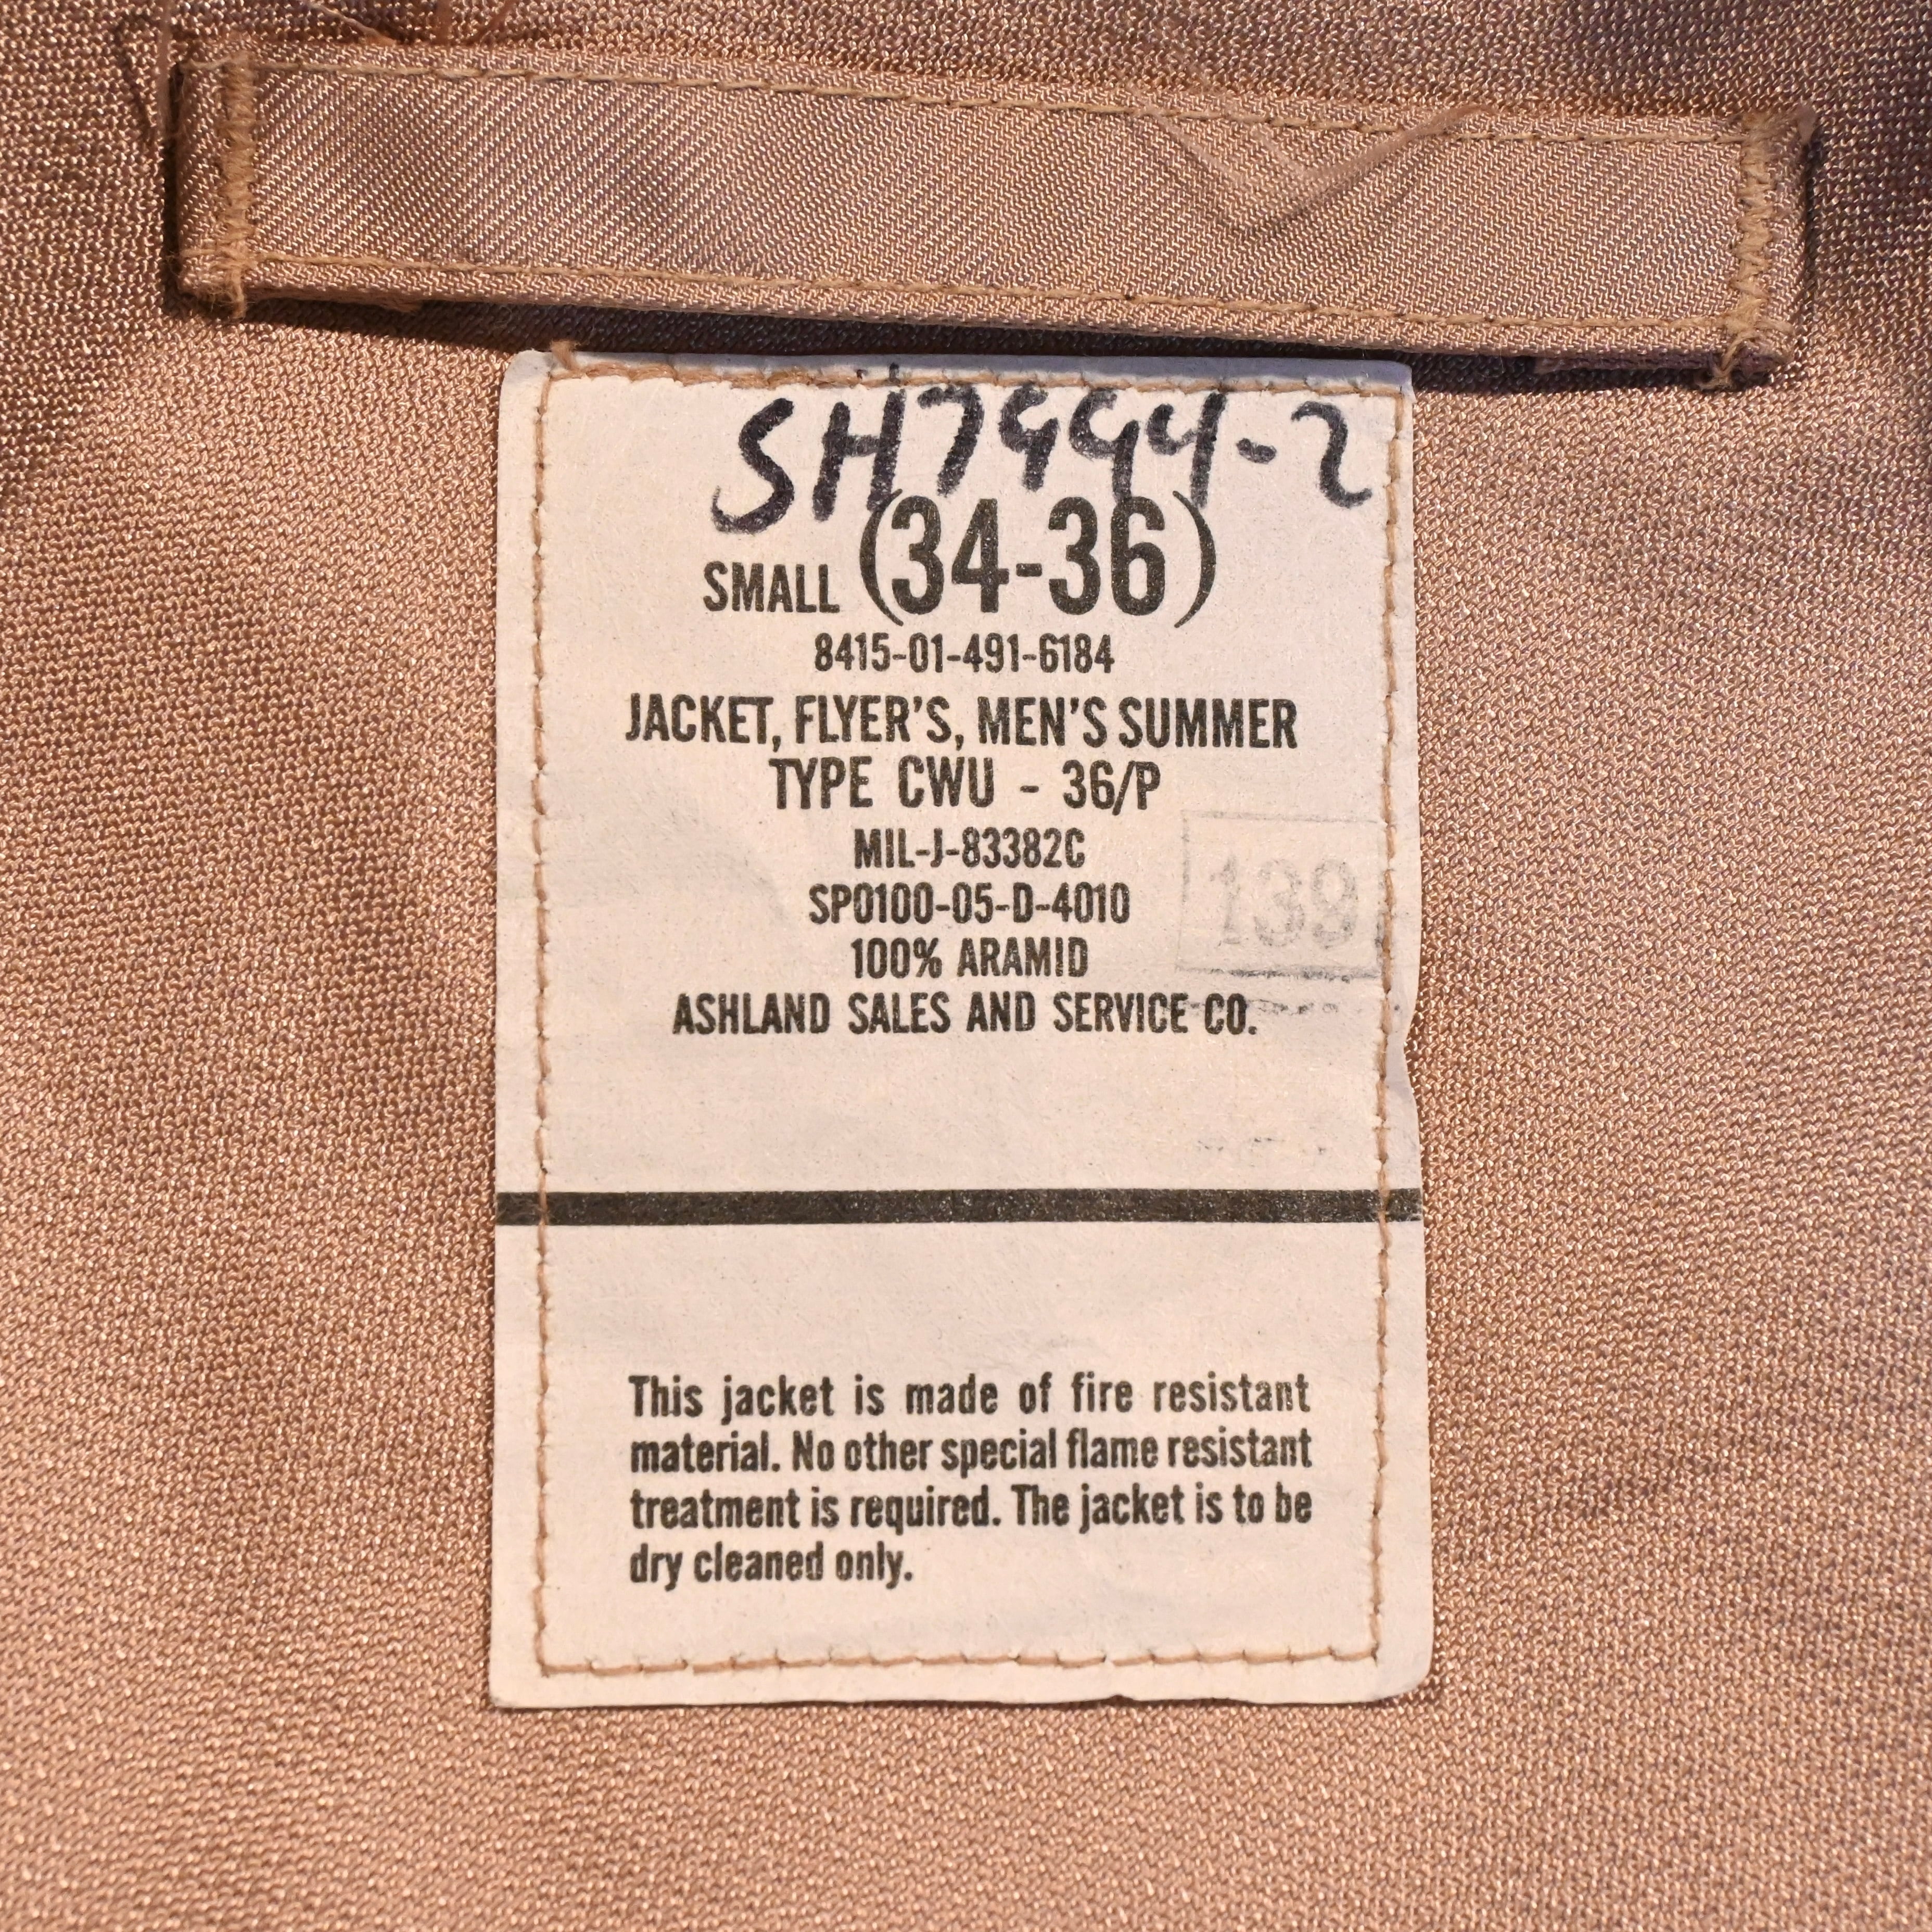 SH7994-2
SMALL (34-36)
8415-01-491-6184
JACKET, FLYER'S, MEN'S SUMMER
TYPE CWU - 36/P
MIL-J-83382C
139
SP0100-05-D-4010
100% ARAMID
ASHLAND SALES AND SERVICE CO.
This jacket is made of fire resistant
material. No other special flame resistant
treatment is required. The jacket is to be
dry cleaned only.